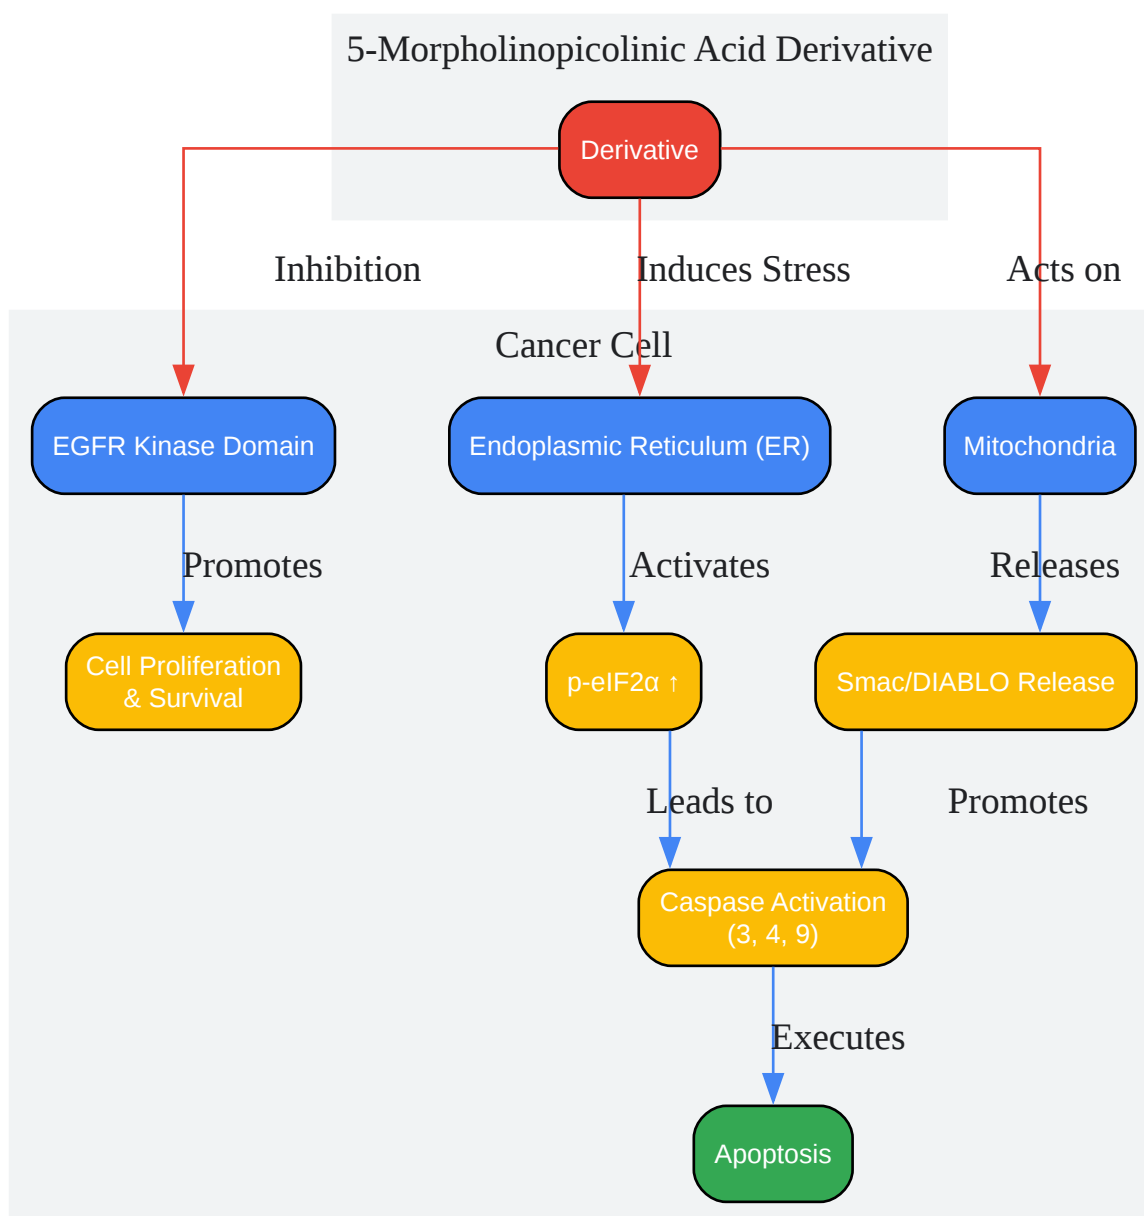 5-Morpholinopicolinic Acid Derivative
Derivative
Inhibition
Induces Stress
Acts on
Cancer Cell
EGFR Kinase Domain
Endoplasmic Reticulum (ER)
Mitochondria
Promotes
Activates
Releases
Cell Proliferation
& Survival
p-eIF2α ↑
Smac/DIABLO Release
Leads to
Promotes
Caspase Activation
(3, 4, 9)
Executes
Apoptosis